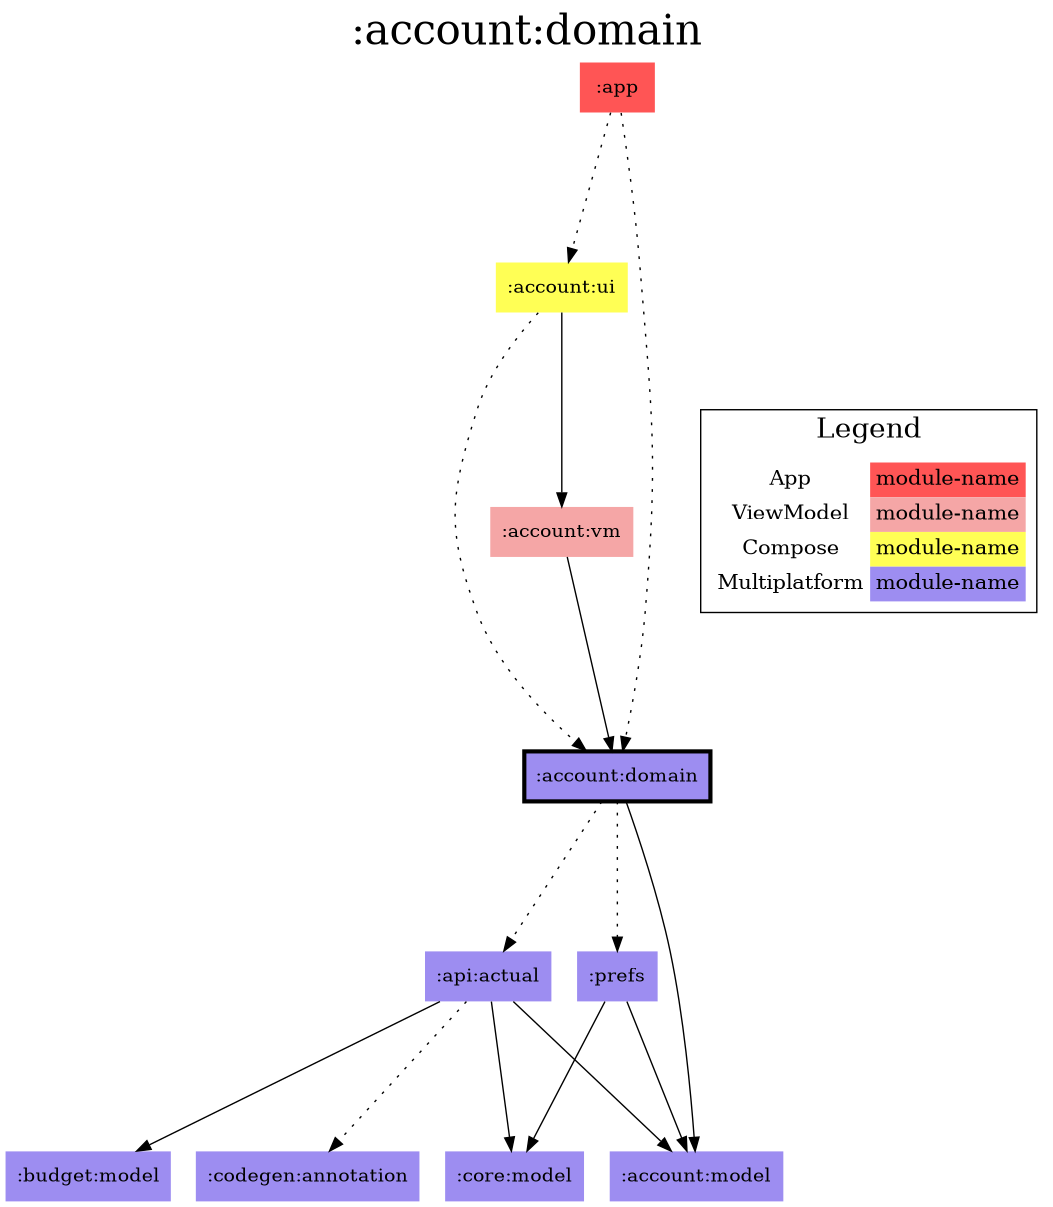 :account:domain
:app
:account:ui
:account:vm
Legend
App module-name
ViewModel module-name
Compose module-name
Multiplatform module-name
:account:domain
:api:actual
:prefs
:budget:model
:codegen:annotation
:core:model
:account:model